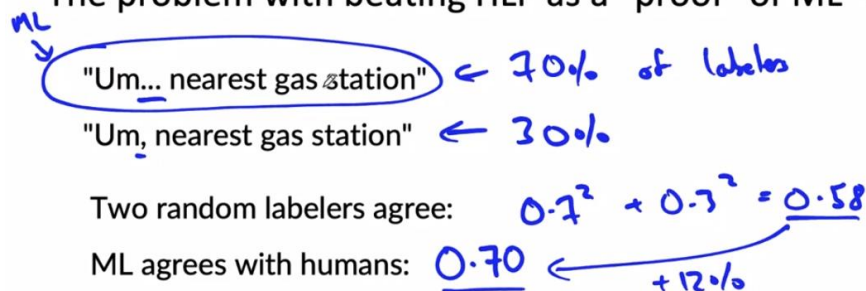 The problem with beating HLP as a "proof" of ML
ML
"Um... nearest gas station" ← 70% of labelers
"Um, nearest gas station" ← 30%
Two random labelers agree: 0.7² + 0.3² = 0.58
ML agrees with humans: 0.70
+12%